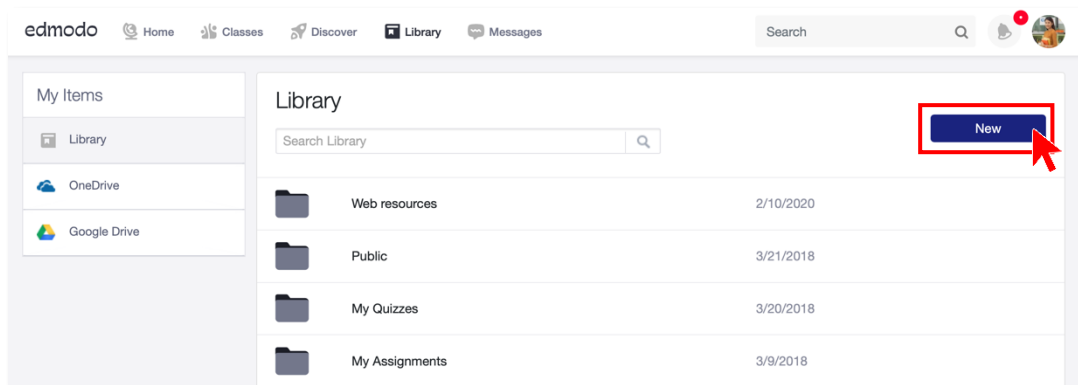 edmodo Home Classes Discover Library Messages Search
My Items
Library
OneDrive
Google Drive
Library
Search Library
New
Web resources 2/10/2020
Public 3/21/2018
My Quizzes 3/20/2018
My Assignments 3/9/2018